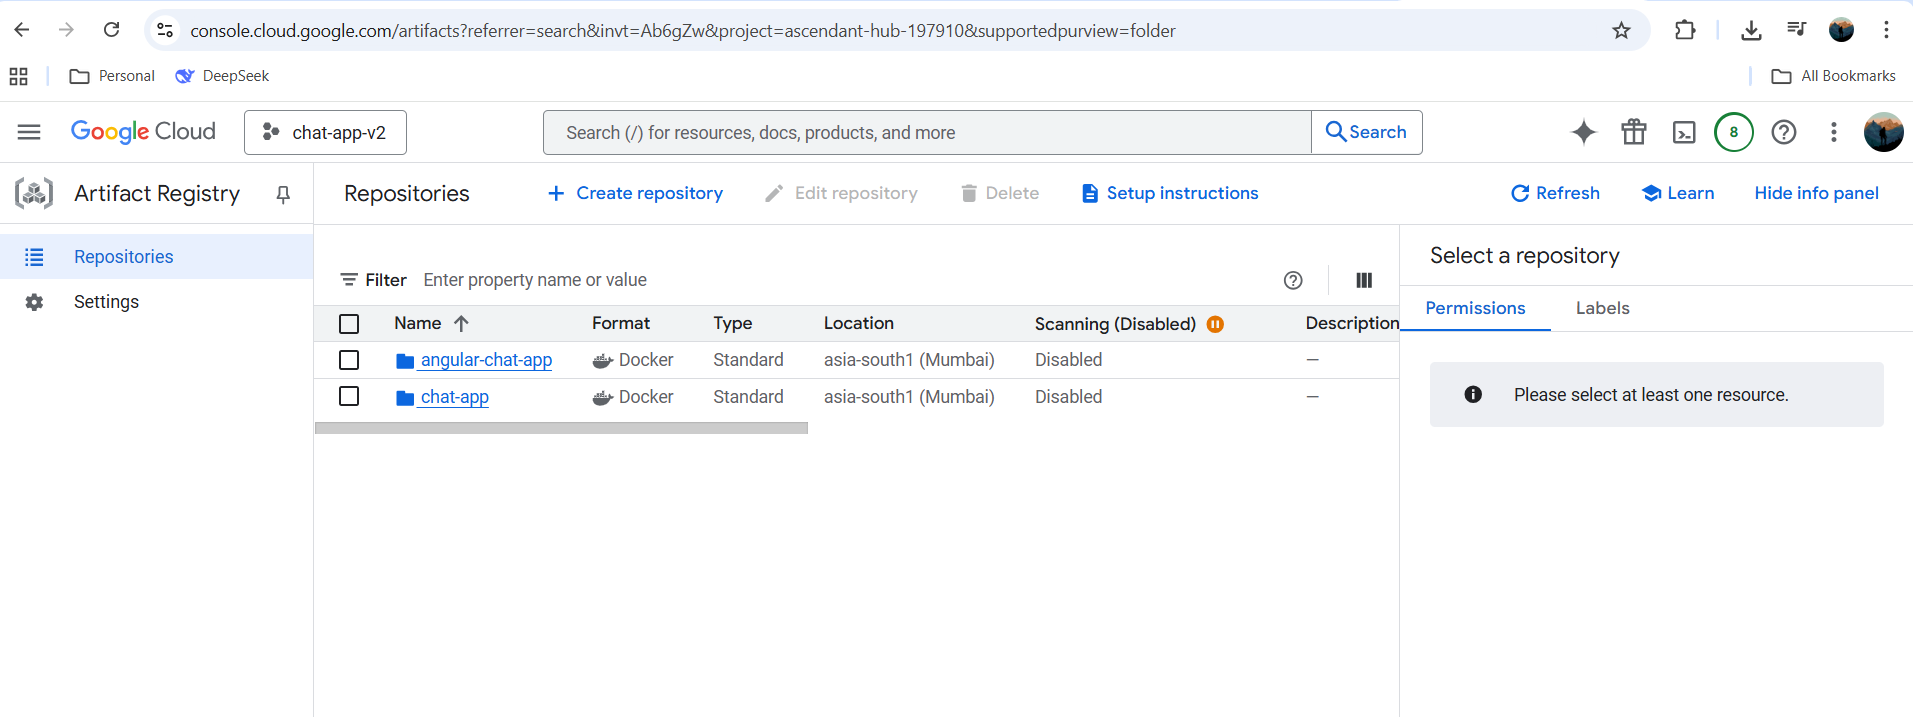 console.cloud.google.com/artifacts?referrer=search&invt=Ab6gZw&project=ascendant-hub-197910&supportedpurview=folder
Personal DeepSeek All Bookmarks
Google Cloud chat-app-v2 Search (/) for resources, docs, products, and more Search 8
Artifact Registry Repositories Create repository Edit repository Delete Setup instructions Refresh Learn Hide info panel
Repositories
Settings
Filter Enter property name or value
Name Format Type Location Scanning (Disabled) Description
angular-chat-app Docker Standard asia-south1 (Mumbai) Disabled —
chat-app Docker Standard asia-south1 (Mumbai) Disabled —
Select a repository
Permissions Labels
Please select at least one resource.